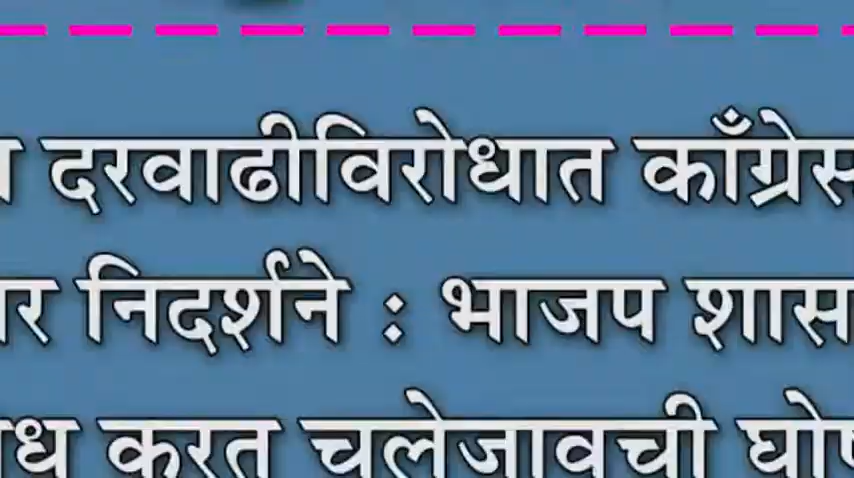 दरवाढीविरोधात काँग्रेस
निदर्शने : भाजप शास
करत चलेजावची घोष